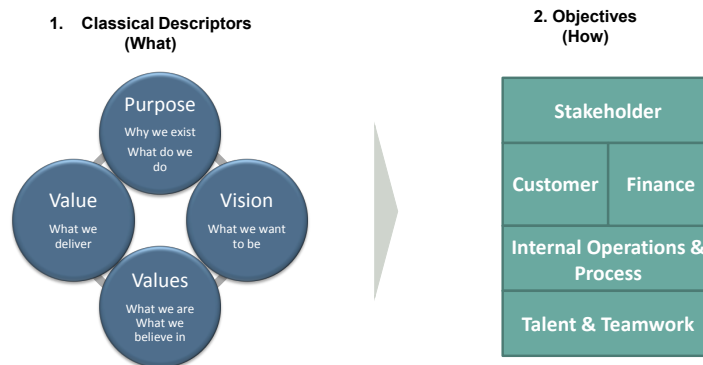 1. Classical Descriptors
(What)
2. Objectives
(How)
Purpose
Why we exist
What do we
do
Value
What we
deliver
Vision
What we want
to be
Values
What we are
What we
believe in
Stakeholder
Customer
Finance
Internal Operations &
Process
Talent & Teamwork